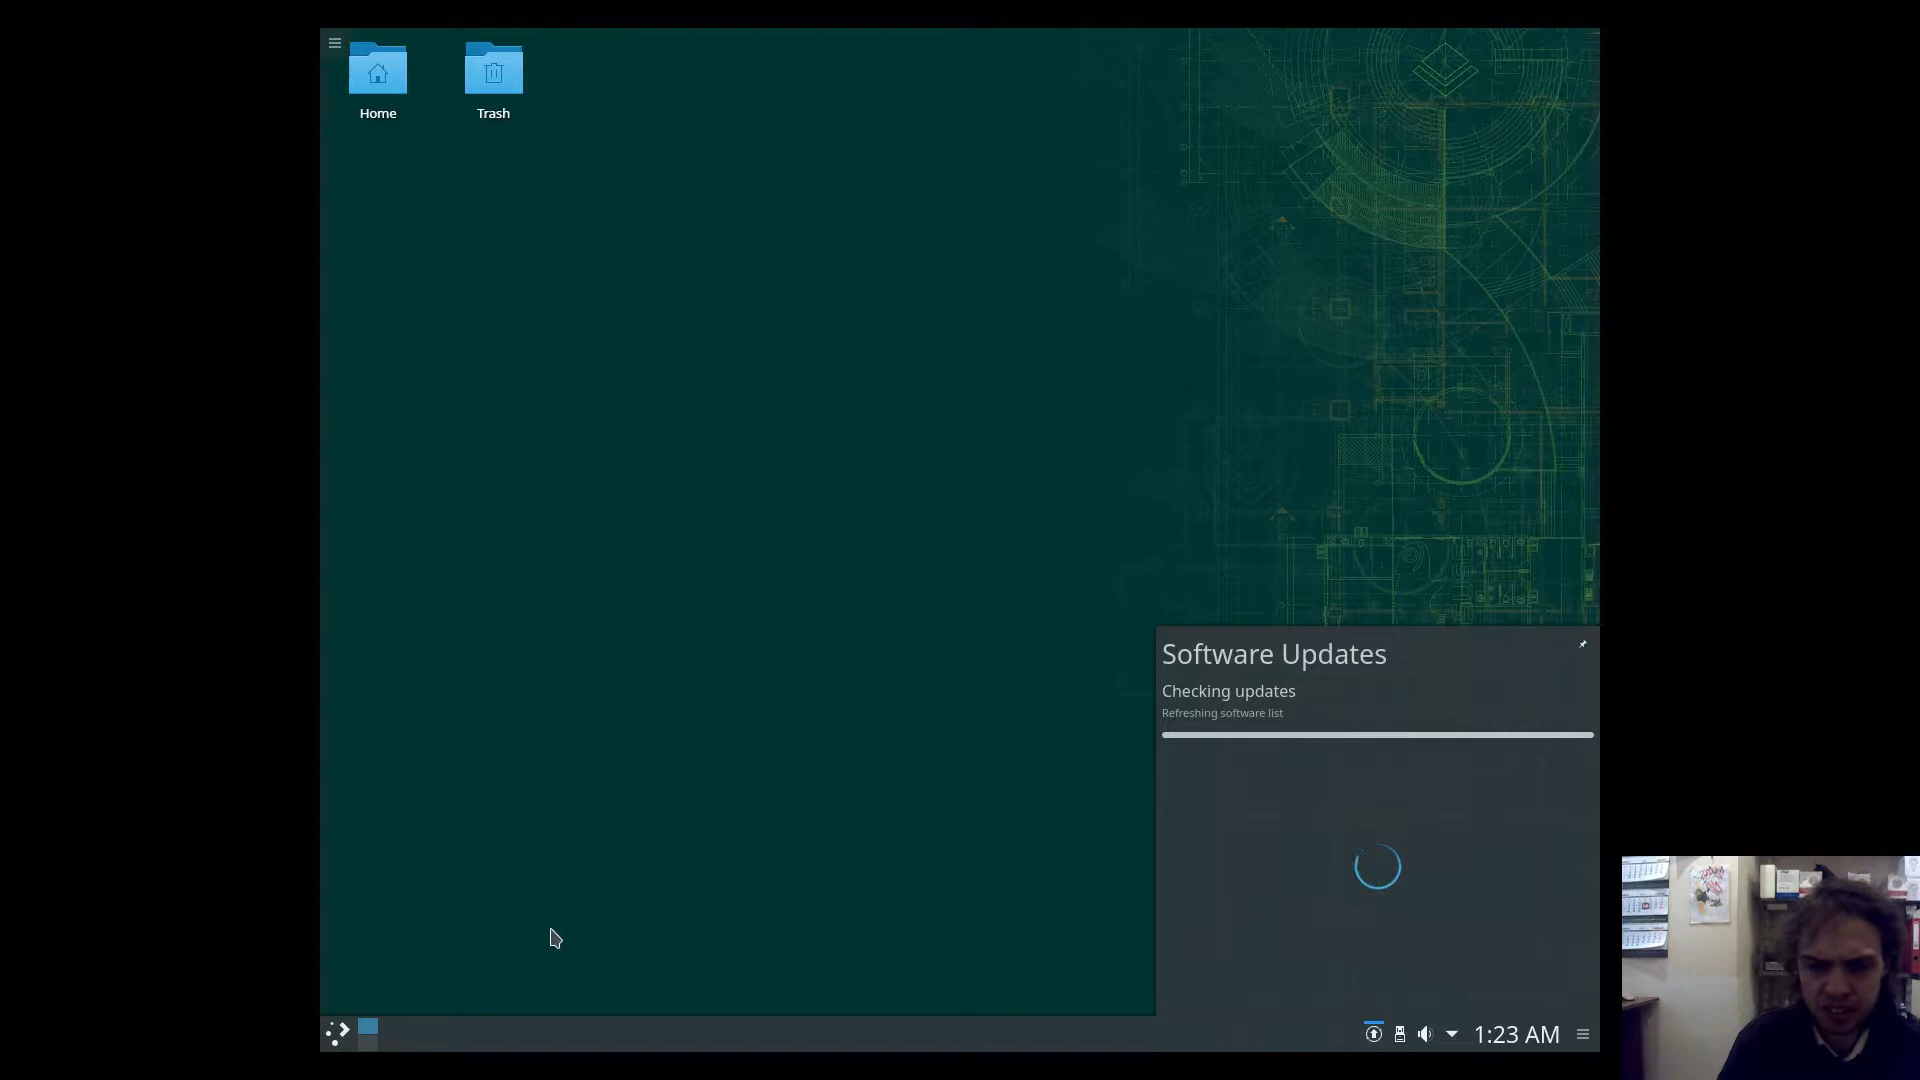 Home
Trash
Software Updates
Checking updates
Refreshing software list
1:23 AM